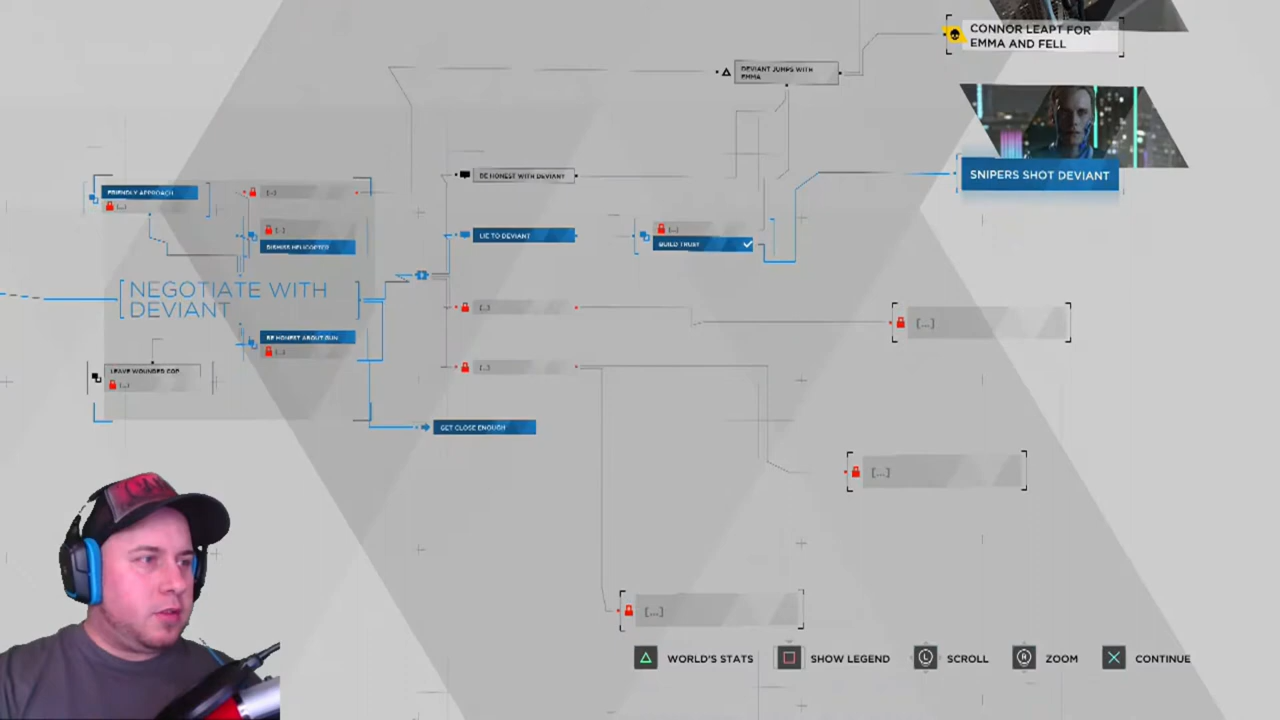 CONNOR LEAPT FOR
EMMA AND FELL
DEVIANT JUMPS WITH
EMMA
SNIPERS SHOT DEVIANT
BE HONEST WITH DEVIANT
FRIENDLY APPROACH
[...]
[...]
[...]
DISMISS HELICOPTER
LIE TO DEVIANT
[...]
BUILD TRUST
NEGOTIATE WITH
DEVIANT
[...]
[...]
BE HONEST ABOUT GUN
[...]
LEAVE WOUNDED COP
[...]
[...]
GET CLOSE ENOUGH
[...]
[...]
WORLD'S STATS
SHOW LEGEND
L
SCROLL
R
ZOOM
CONTINUE